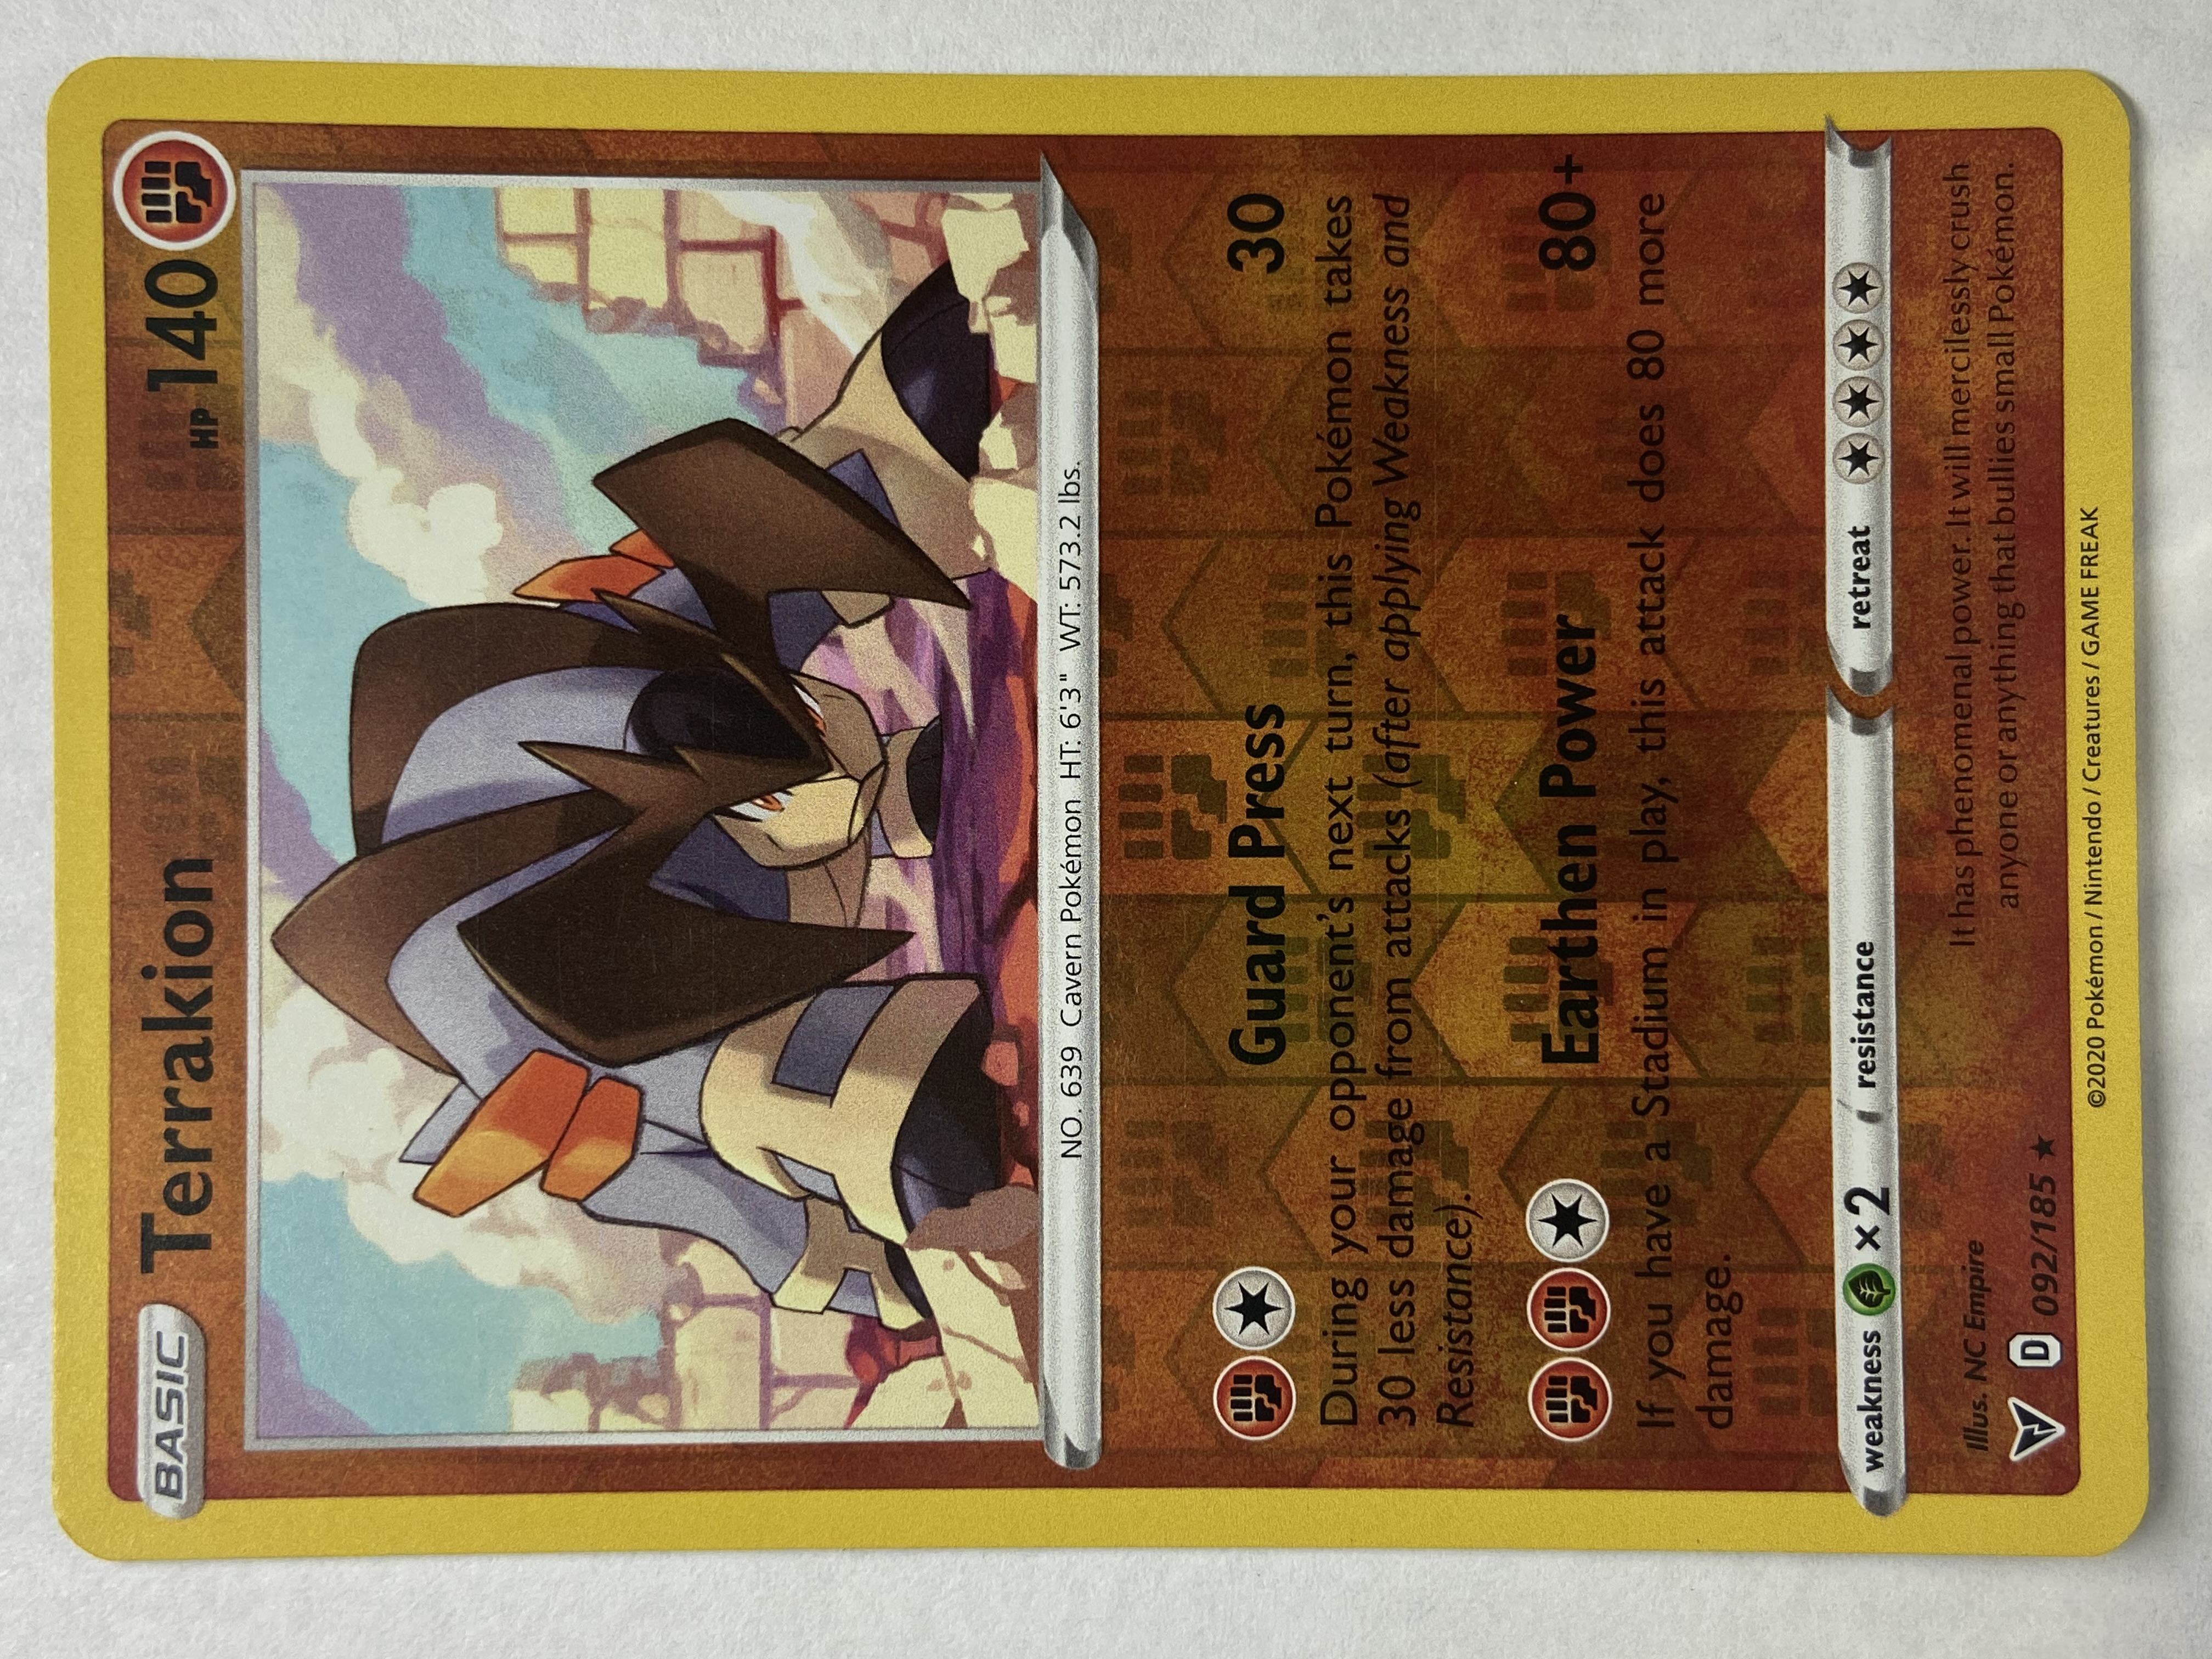 BASIC Terrakion HP 140
NO. 639 Cavern Pokémon HT: 6'3" WT: 573.2 lbs.
Guard Press 30
During your opponent's next turn, this Pokémon takes
30 less damage from attacks (after applying Weakness and
Resistance).
Earthen Power 80+
If you have a Stadium in play, this attack does 80 more
damage.
weakness ×2 resistance retreat
Illus. NC Empire
It has phenomenal power. It will mercilessly crush
anyone or anything that bullies small Pokémon.
D 092/185 ★
©2020 Pokémon / Nintendo / Creatures / GAME FREAK